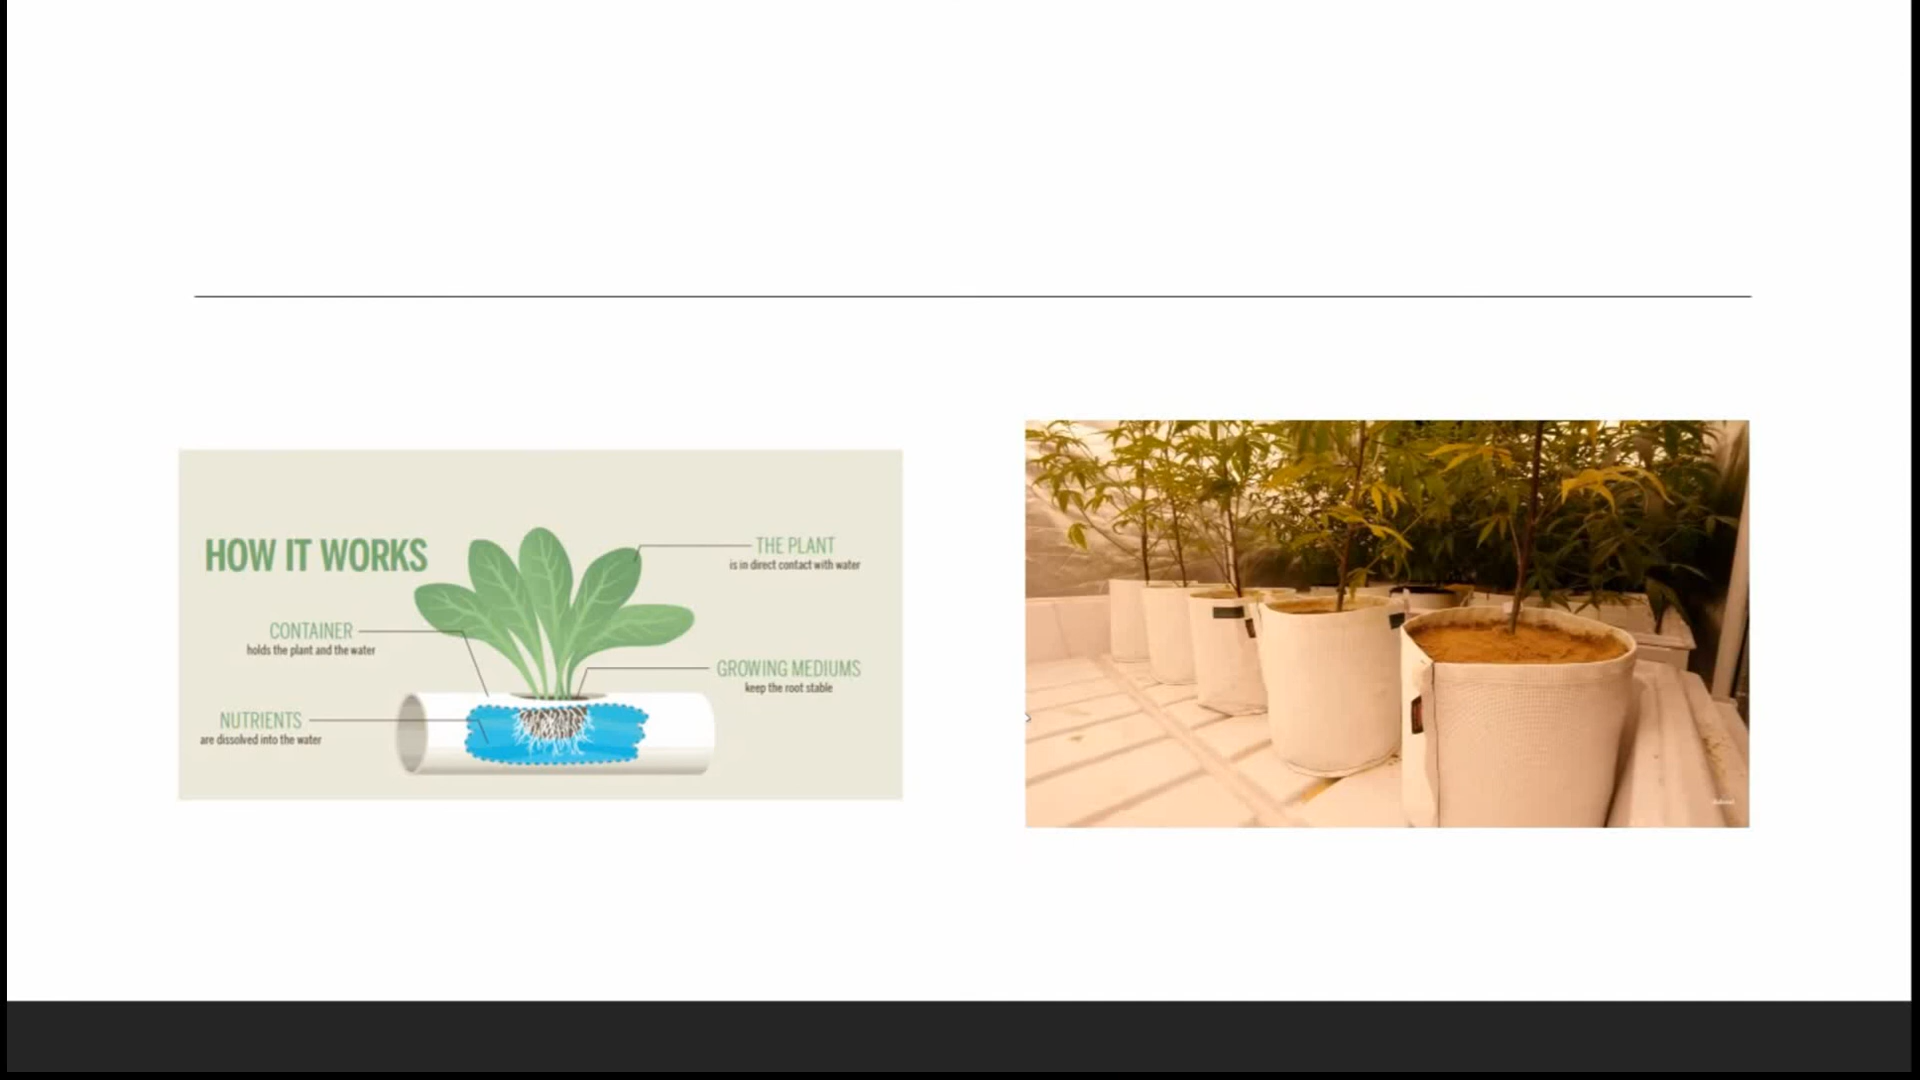 HOW IT WORKS
THE PLANT
is in direct contact with water
CONTAINER
holds the plant and the water
GROWING MEDIUMS
keep the root stable
NUTRIENTS
are dissolved into the water